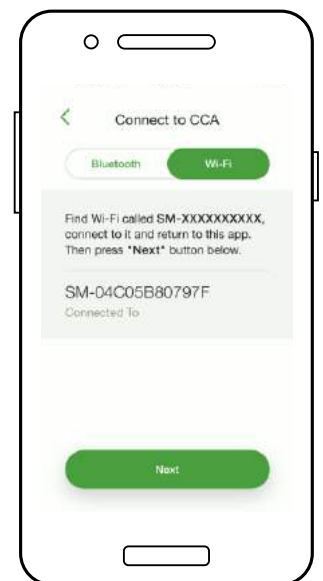 Connect to CCA
Bluetooth Wi-Fi
Find Wi-Fi called SM-XXXXXXXXXX,
connect to it and return to this app.
Then press "Next" button below.
SM-04C05B80797F
Connected To
Next